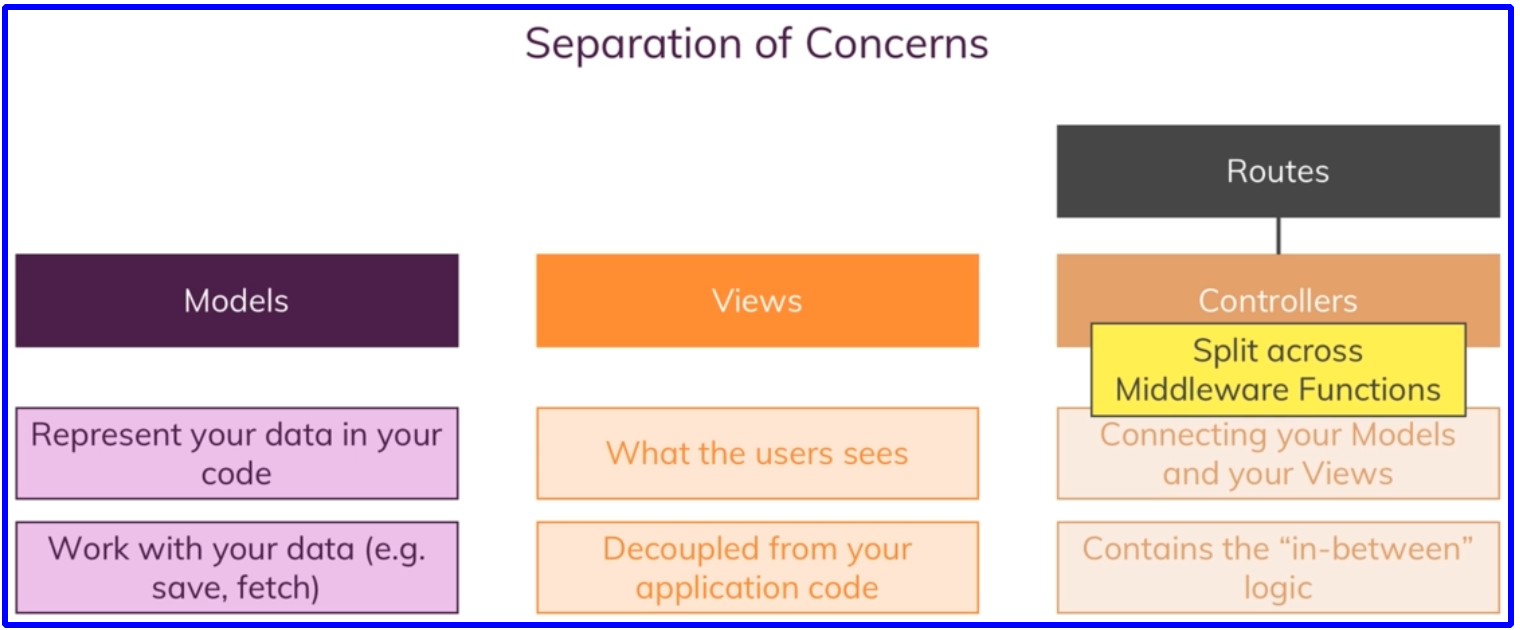 Separation of Concerns
Routes
Models
Views
Controllers
Split across
Middleware Functions
Represent your data in your
code
What the users sees
Connecting your Models
and your Views
Work with your data (e.g.
save, fetch)
Decoupled from your
application code
Contains the “in-between”
logic